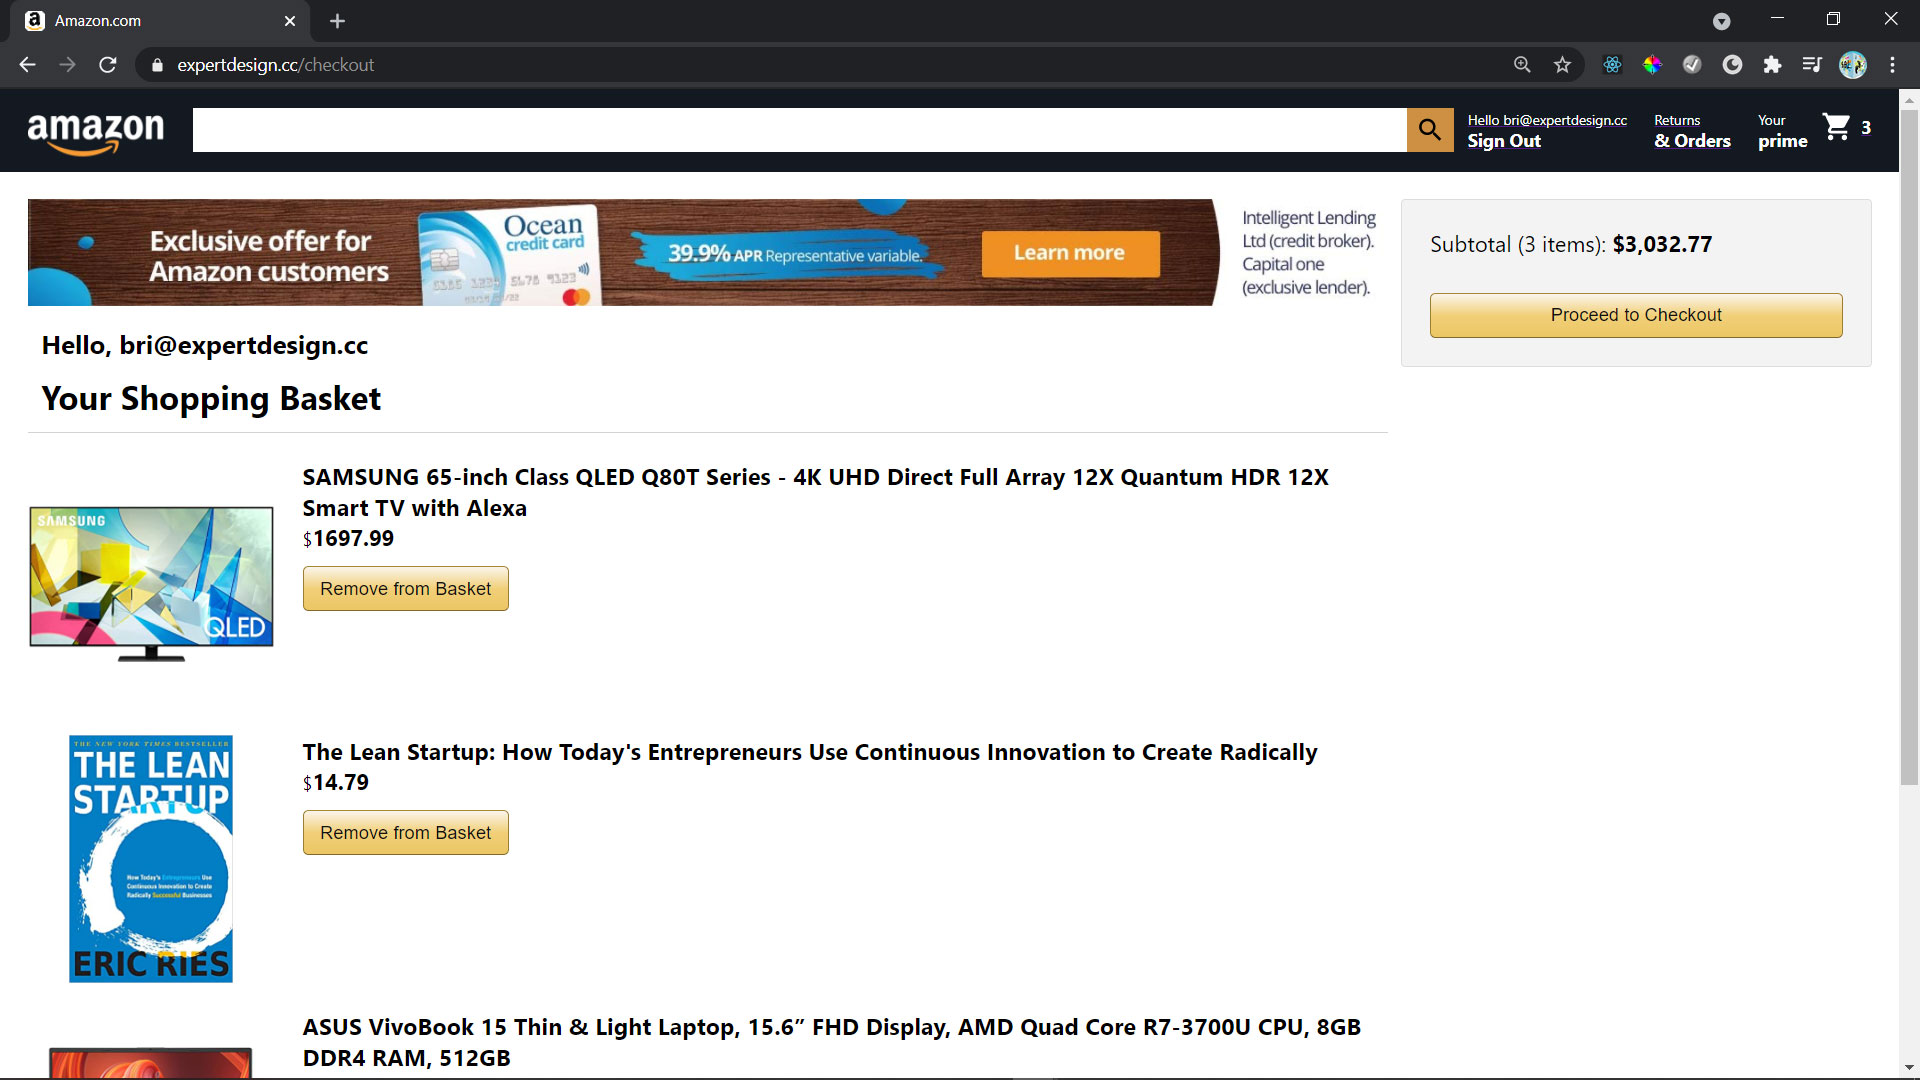 Amazon.com
expertdesign.cc/checkout
amazon
Hello bri@expertdesign.cc
Sign Out
Returns
& Orders
Your
prime
3
Exclusive offer for
Amazon customers
Ocean
credit card
39.9% APR Representative variable.
Learn more
Intelligent Lending
Ltd (credit broker).
Capital one
(exclusive lender).
Subtotal (3 items): $3,032.77
Proceed to Checkout
Hello, bri@expertdesign.cc
Your Shopping Basket
SAMSUNG 65-inch Class QLED Q80T Series - 4K UHD Direct Full Array 12X Quantum HDR 12X
Smart TV with Alexa
$1697.99
Remove from Basket
SAMSUNG
QLED
The Lean Startup: How Today's Entrepreneurs Use Continuous Innovation to Create Radically
$14.79
Remove from Basket
THE NEW YORK TIMES BESTSELLER
THE LEAN
STARTUP
How Today's Entrepreneurs Use
Continuous Innovation to Create
Radically Successful Businesses
ERIC RIES
ASUS VivoBook 15 Thin & Light Laptop, 15.6” FHD Display, AMD Quad Core R7-3700U CPU, 8GB
DDR4 RAM, 512GB